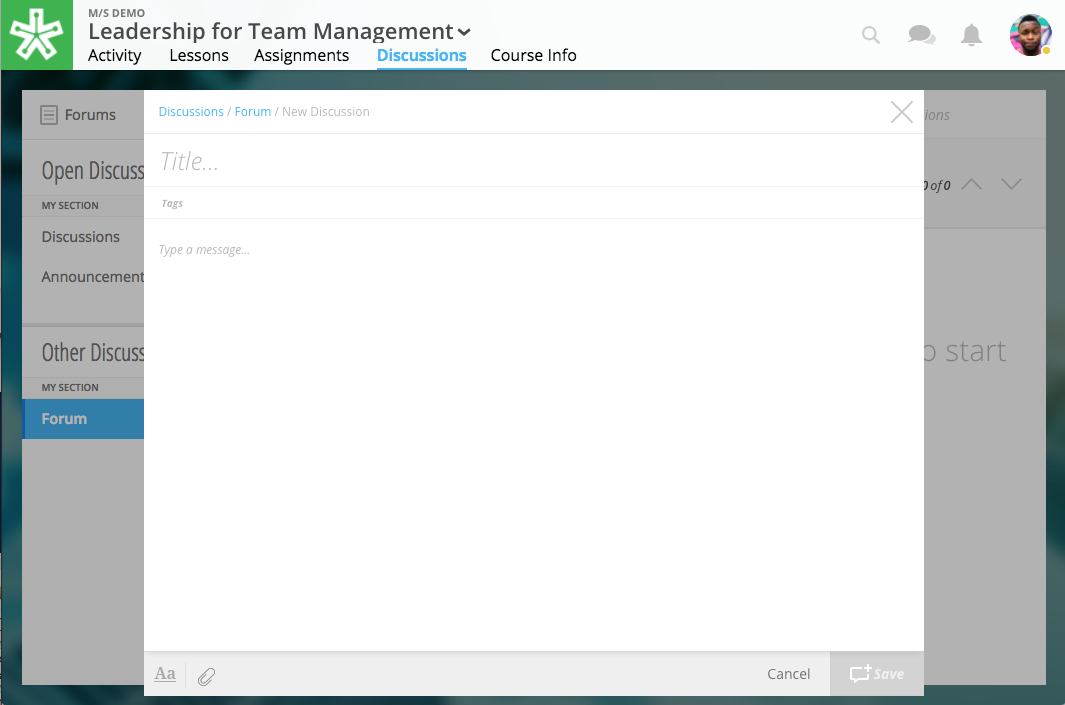 M/S DEMO
Leadership for Team Management
Activity Lessons Assignments Discussions Course Info
Forums
Discussions / Forum / New Discussion
Title...
Open Discuss
0 of 0
MY SECTION
Tags
Discussions
Type a message...
Announcement
Other Discuss
start
MY SECTION
Forum
Aa
Cancel
Save